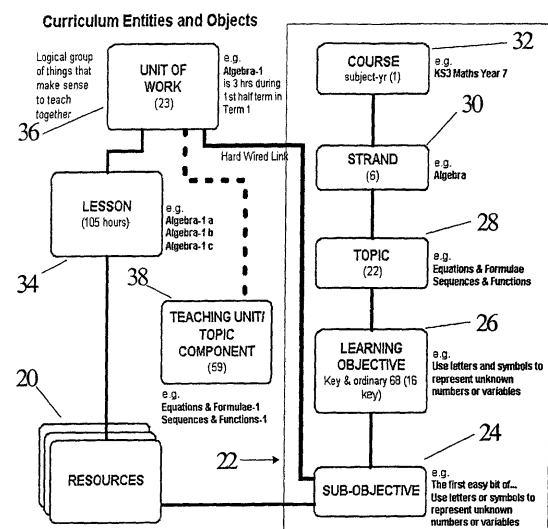 Curriculum Entities and Objects
Logical group
of things that
make sense
to teach
together
36
UNIT OF
WORK
(23)
e.g.
Algebra-1
is 3 hrs during
1st half term in
Term 1
Hard Wired Link
LESSON
(105 hours)
34
e.g.
Algebra-1 a
Algebra-1 b
Algebra-1 c
38
TEACHING UNIT/
TOPIC
COMPONENT
(59)
e.g.
Equations & Formulae-1
Sequences & Functions-1
20
RESOURCES
22
32
COURSE
subject-yr (1)
e.g.
KS3 Maths Year 7
30
STRAND
(6)
e.g.
Algebra
28
TOPIC
(22)
e.g.
Equations & Formulae
Sequences & Functions
26
LEARNING
OBJECTIVE
Key & ordinary 68 (16
key)
e.g.
Use letters and symbols to
represent unknown
numbers or variables
24
SUB-OBJECTIVE
e.g.
The first easy bit of...
Use letters or symbols to
represent unknown
numbers or variables